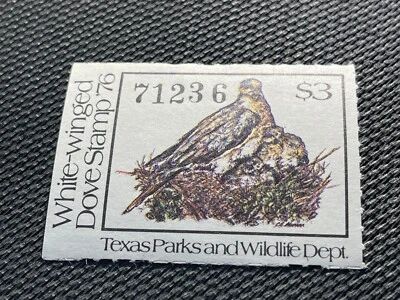 White-winged
Dove Stamp '76
71236
$3
Texas Parks and Wildlife Dept.